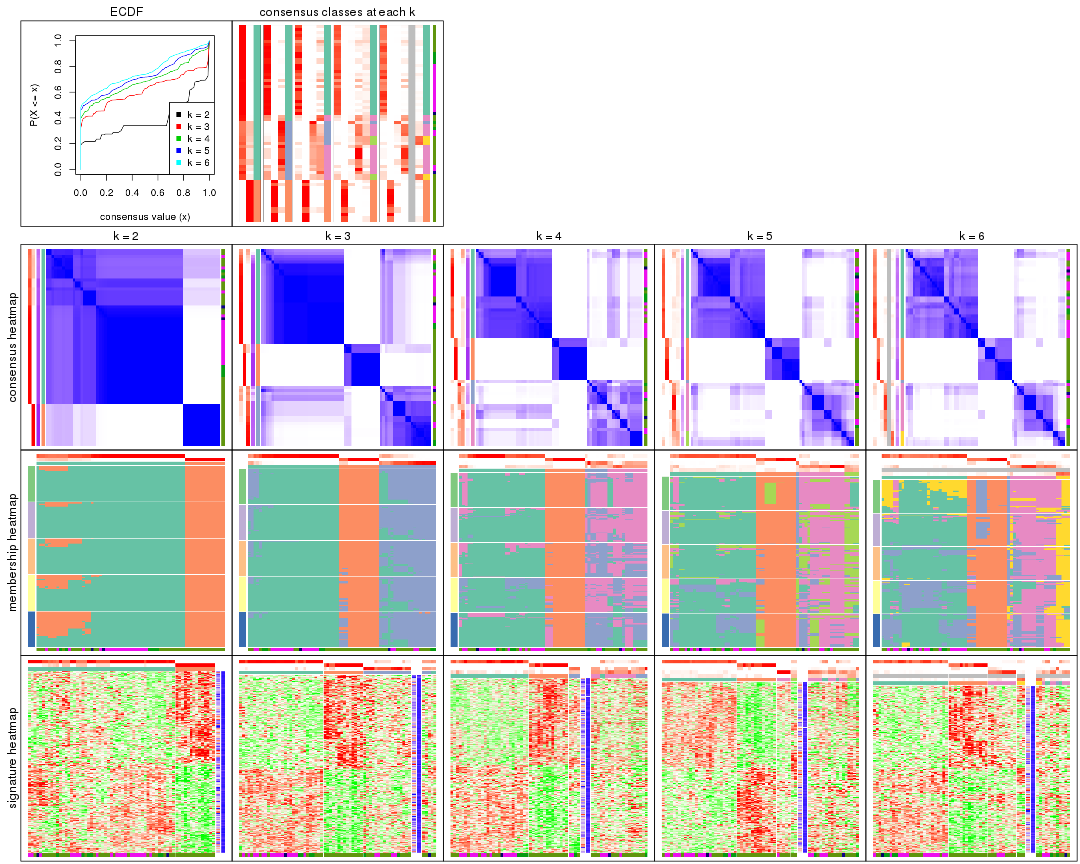 ECDF
consensus classes at each k
P(X <= x)
0.0 0.2 0.4 0.6 0.8 1.0
k = 2
k = 3
k = 4
k = 5
k = 6
0.0 0.2 0.4 0.6 0.8 1.0
consensus value (x)
k = 2
k = 3
k = 4
k = 5
k = 6
consensus heatmap
membership heatmap
signature heatmap